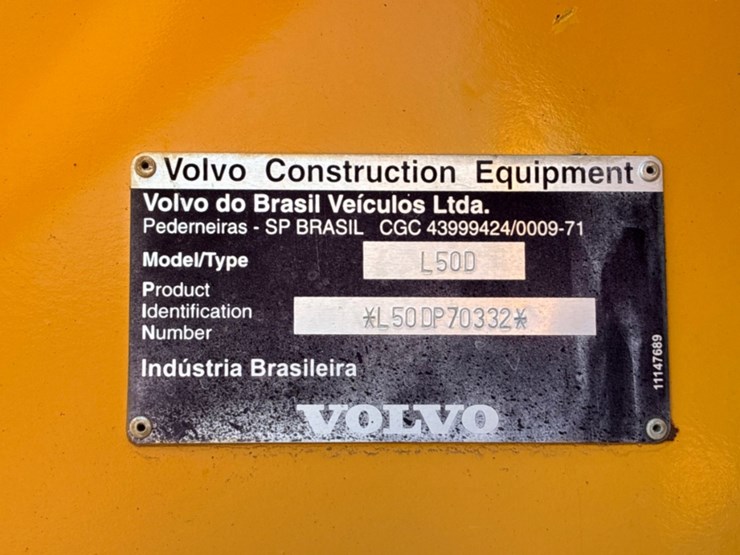 Volvo Construction Equipment
Volvo do Brasil Veículos Ltda.
Pederneiras - SP BRASIL CGC 43999424/0009-71
Model/Type L50D
Product
Identification *L50DP70332*
Number
Indústria Brasileira
11147689
VOLVO